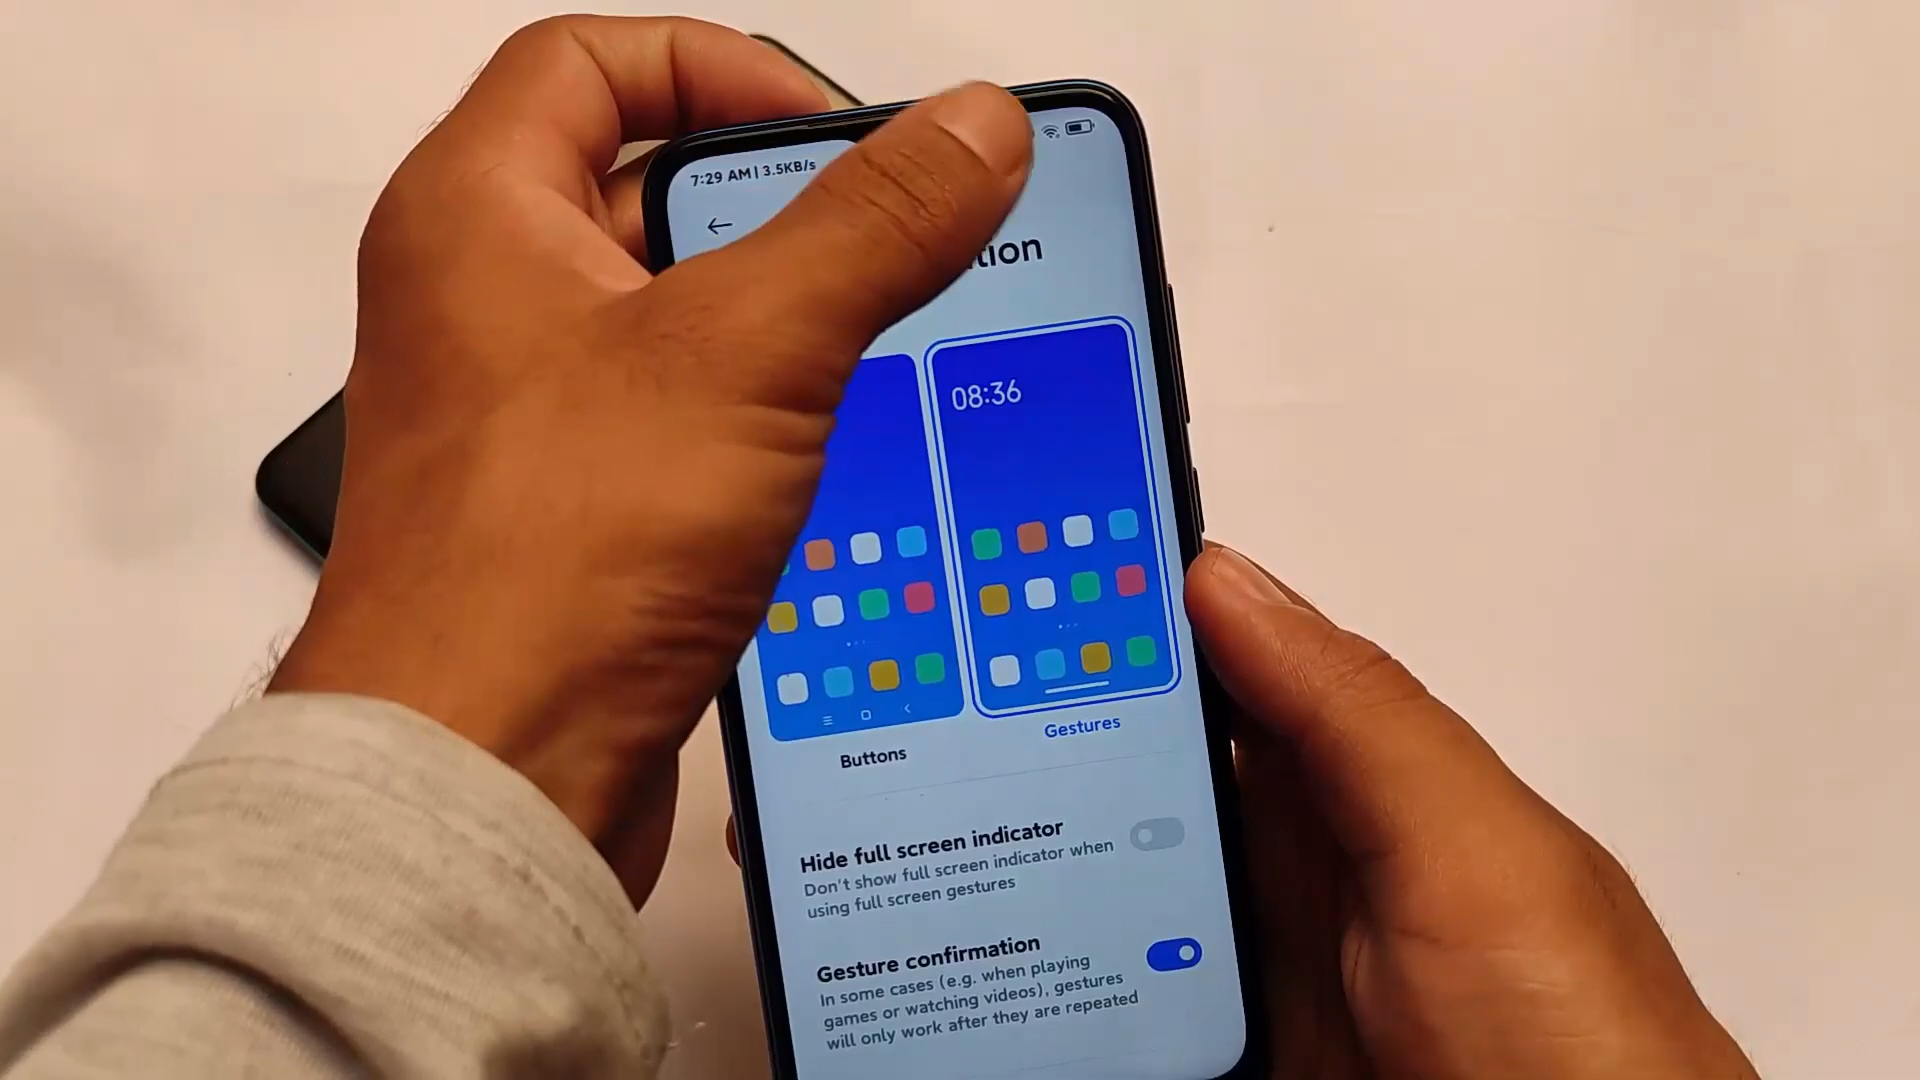 7:29 AM | 3.5KB/s
08:36
Buttons
Gestures
Hide full screen indicator
Don't show full screen indicator when
using full screen gestures
Gesture confirmation
In some cases (e.g. when playing
games or watching videos), gestures
will only work after they are repeated